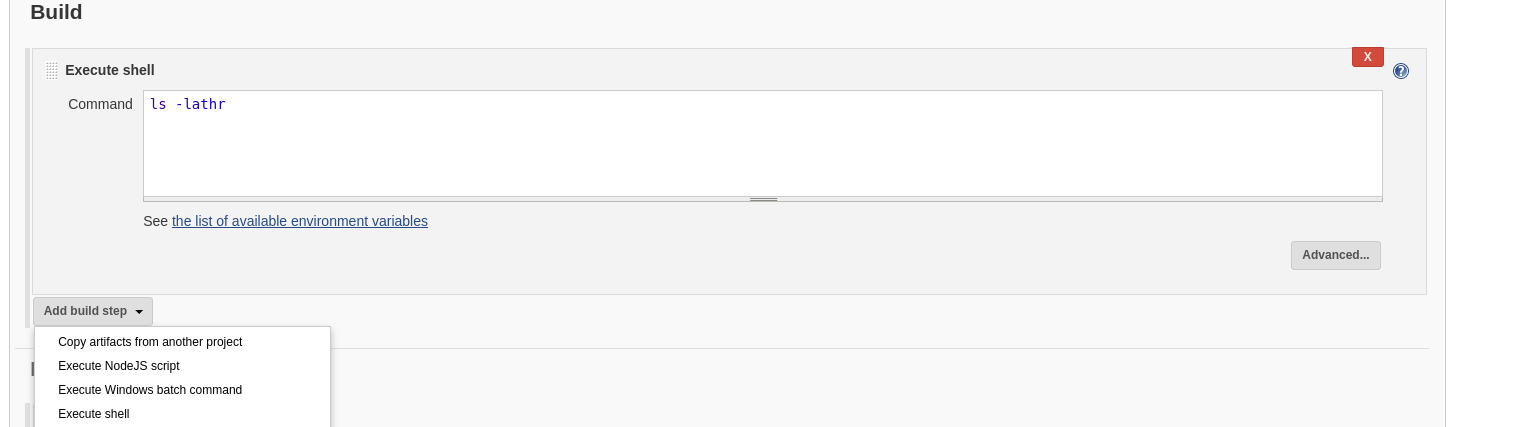 Build
X
Execute shell
?
Command
ls -lathr
See the list of available environment variables
Advanced...
Add build step
Copy artifacts from another project
Execute NodeJS script
Execute Windows batch command
Execute shell